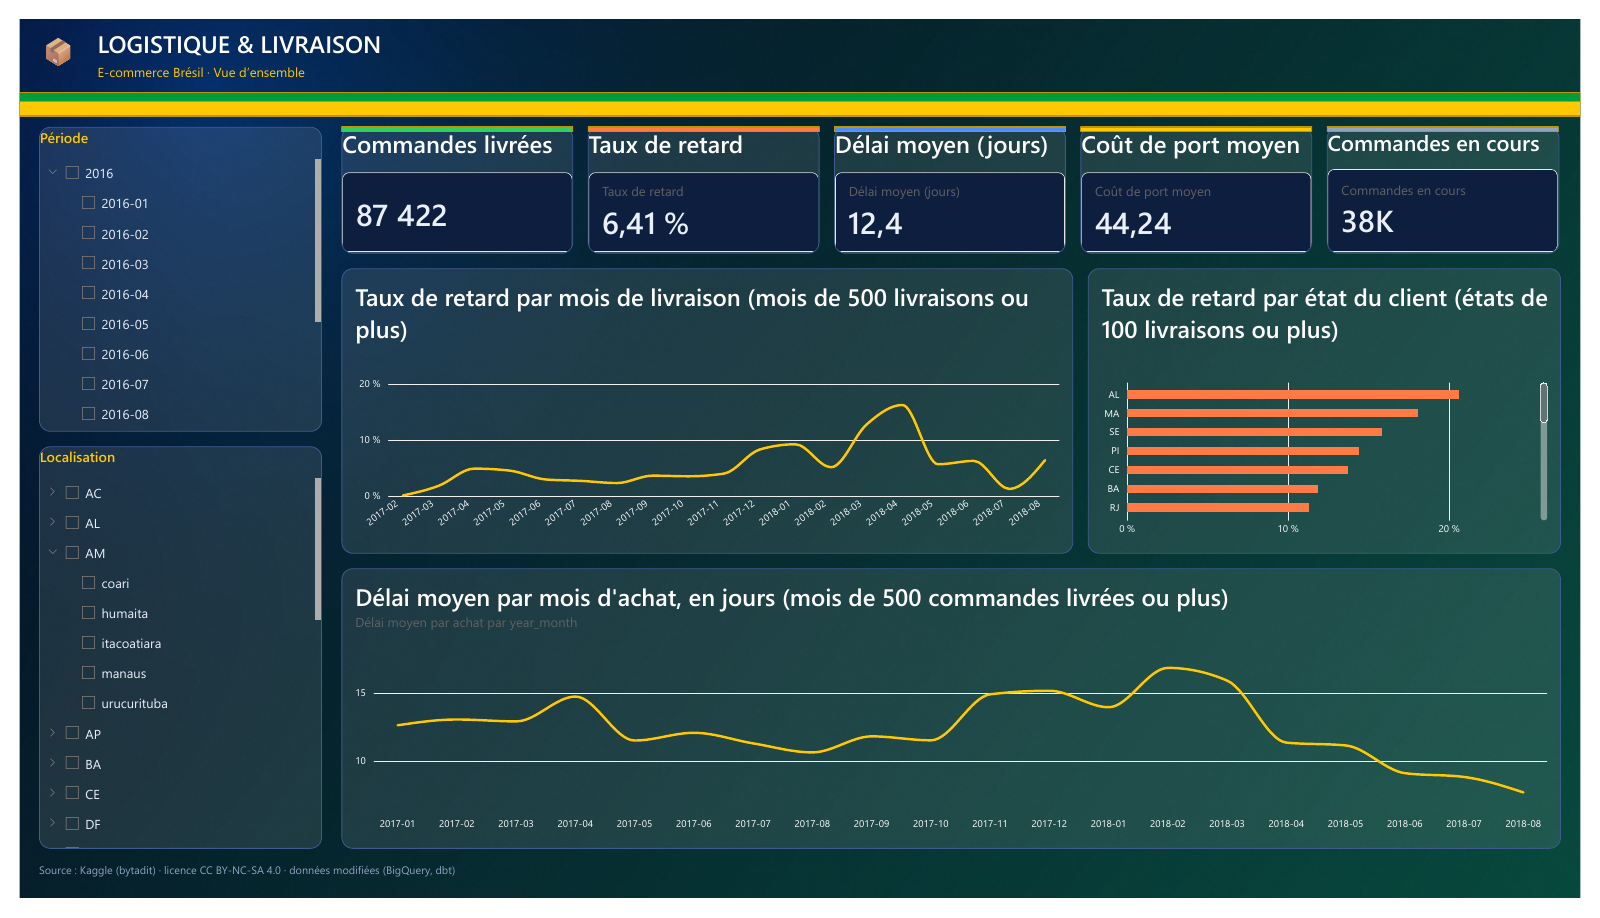 LOGISTIQUE & LIVRAISON
E-commerce Brésil · Vue d'ensemble
Période
2016
2016-01
2016-02
2016-03
2016-04
2016-05
2016-06
2016-07
2016-08
Localisation
AC
AL
AM
coari
humaita
itacoatiara
manaus
urucurituba
AP
BA
CE
DF
Commandes livrées
87 422
Taux de retard
Taux de retard
6,41 %
Délai moyen (jours)
Délai moyen (jours)
12,4
Coût de port moyen
Coût de port moyen
44,24
Commandes en cours
Commandes en cours
38K
Taux de retard par mois de livraison (mois de 500 livraisons ou
plus)
20 %
10 %
0 %
2017-02 2017-03 2017-04 2017-05 2017-06 2017-07 2017-08 2017-09 2017-10 2017-11 2017-12 2018-01 2018-02 2018-03 2018-04 2018-05 2018-06 2018-07 2018-08
Taux de retard par état du client (états de
100 livraisons ou plus)
AL
MA
SE
PI
CE
BA
RJ
0 % 10 % 20 %
Délai moyen par mois d'achat, en jours (mois de 500 commandes livrées ou plus)
Délai moyen par achat par year_month
15
10
2017-01 2017-02 2017-03 2017-04 2017-05 2017-06 2017-07 2017-08 2017-09 2017-10 2017-11 2017-12 2018-01 2018-02 2018-03 2018-04 2018-05 2018-06 2018-07 2018-08
Source : Kaggle (bytadit) · licence CC BY-NC-SA 4.0 · données modifiées (BigQuery, dbt)